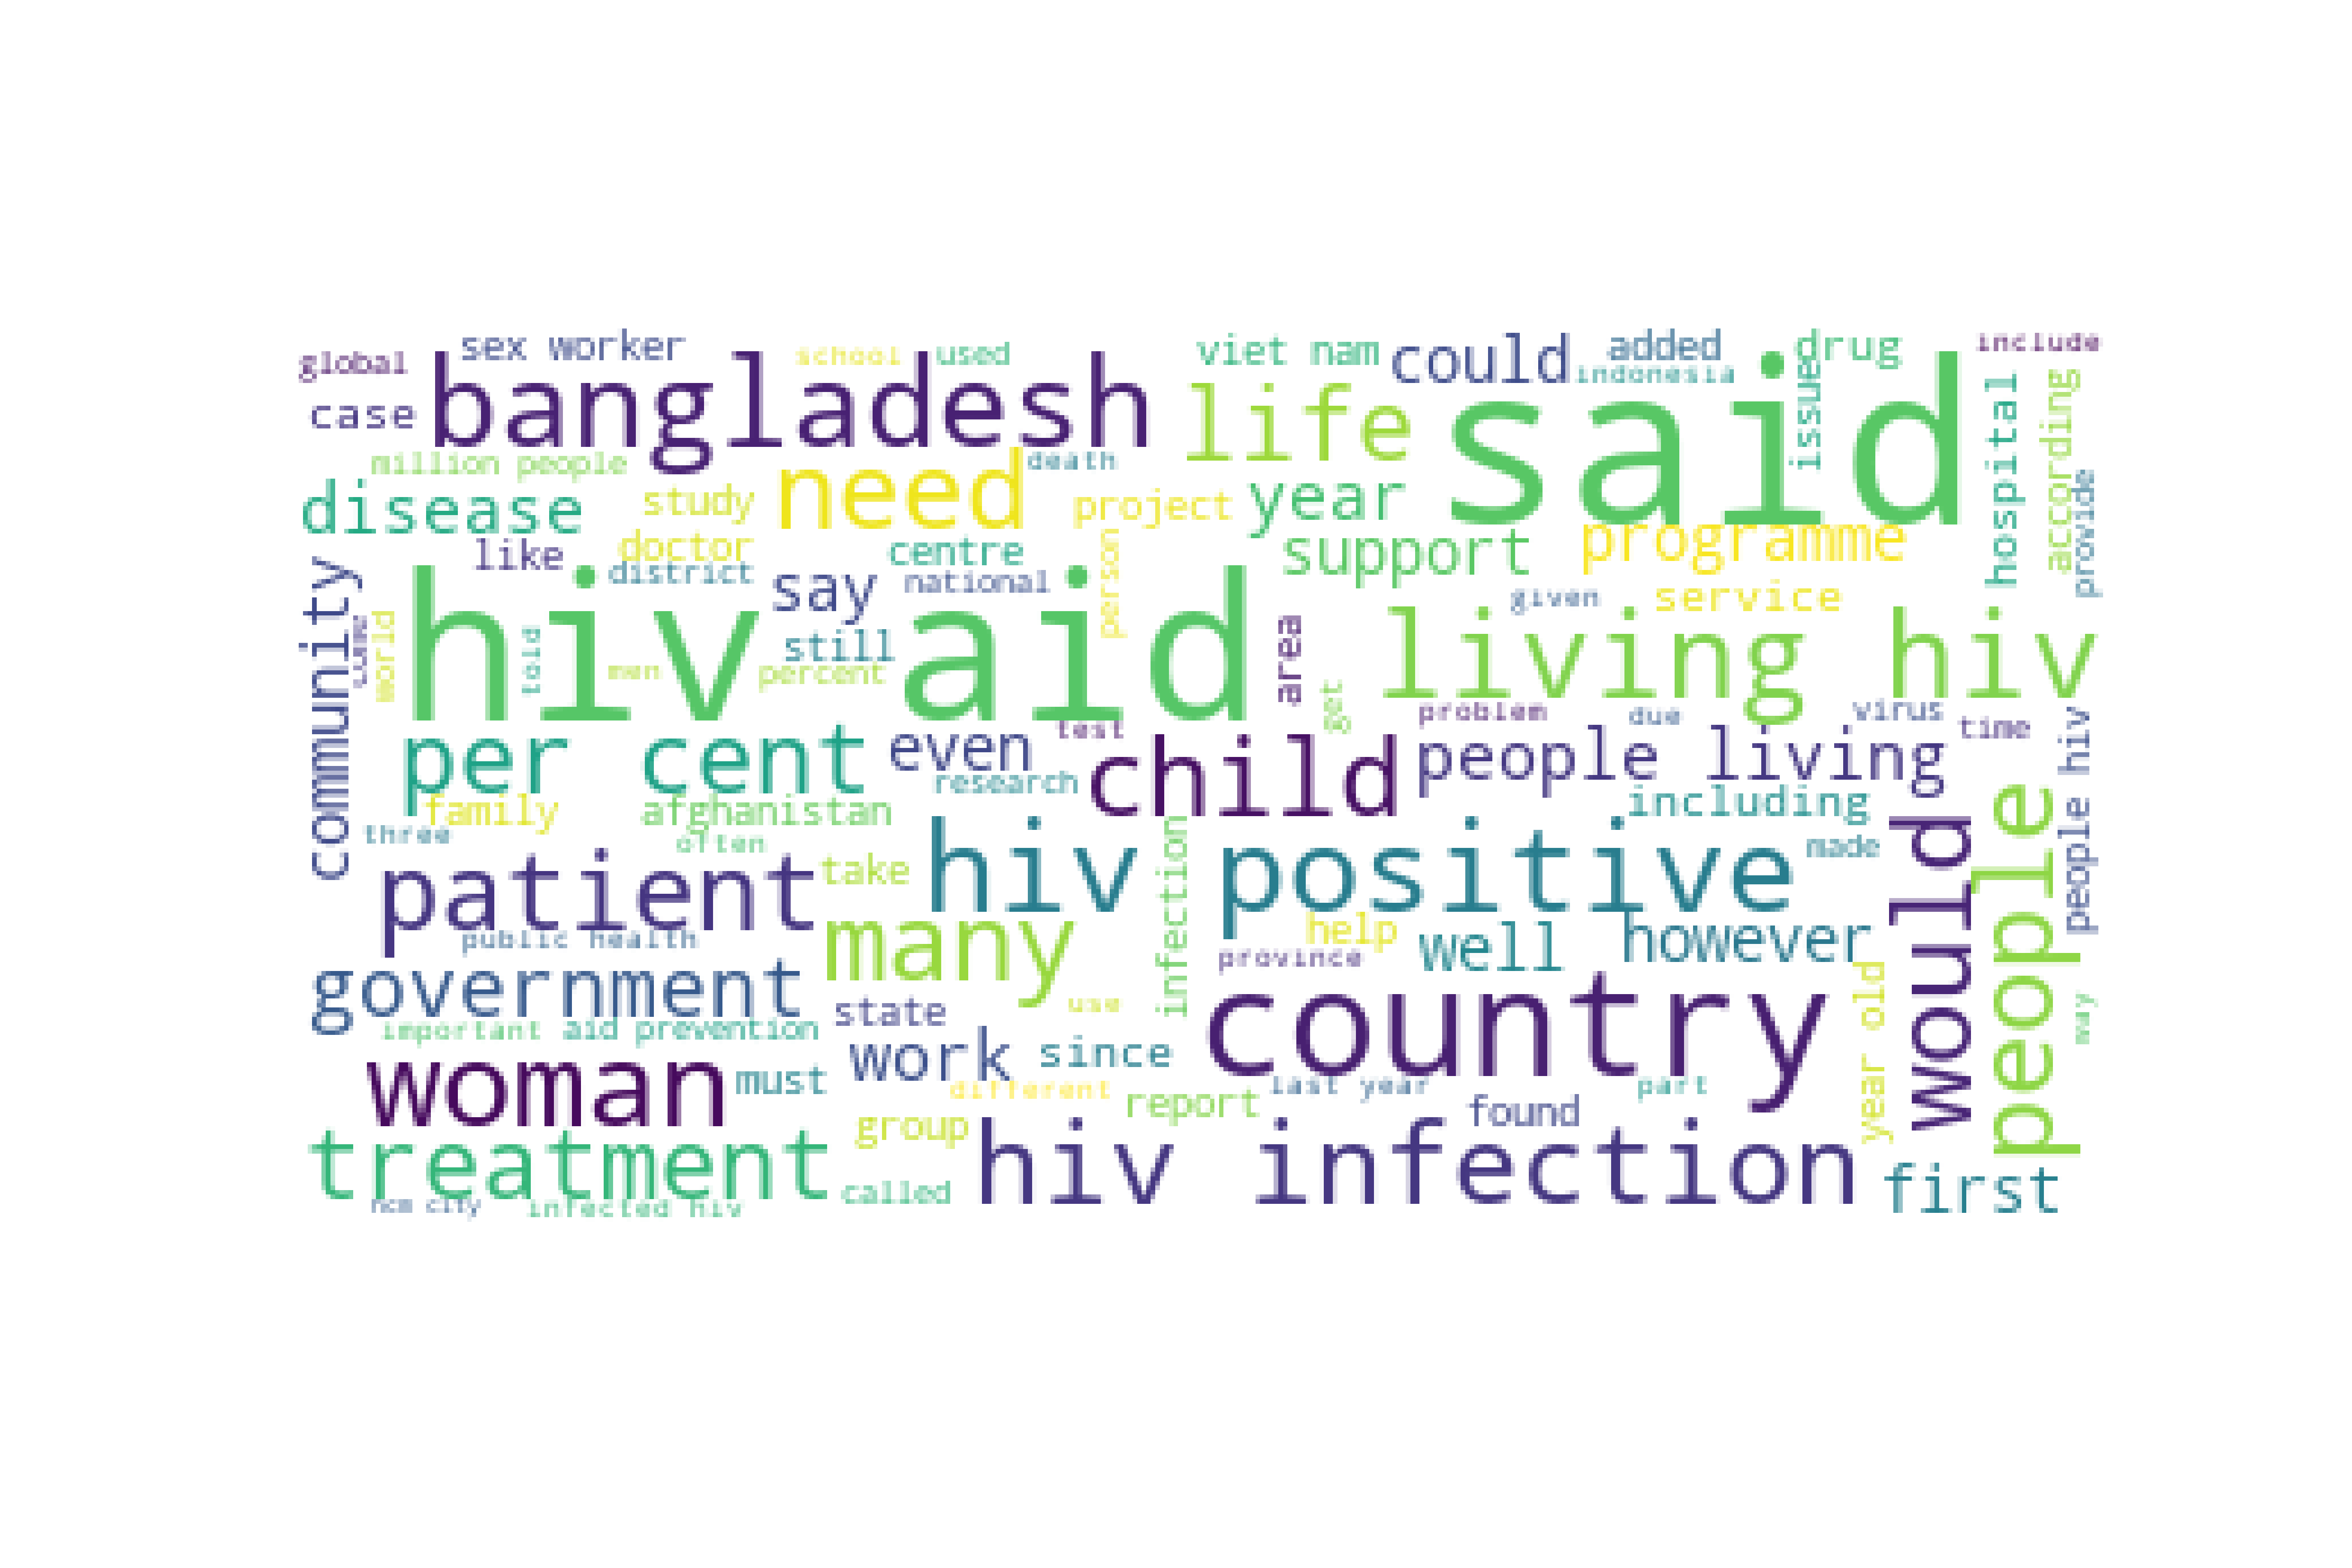 global
sex worker
school
used
viet nam
could
added
drug
include
case
bangladesh
life
indonesia
said
issue
hospital
according
million people
need
death
disease
study
project
year
provide
like
doctor
centre
person
support
programme
community
district
say
national
given
service
world
told
hiv aid
still
men
percent
area
living hiv
get
test
problem
due
virus
time
people hiv
per cent
even
research
child
people living
family
afghanistan
including
three
often
infection
patient
take
hiv positive
made
would
people
public health
many
help
well
however
province
government
state
use
country
year old
may
important
aid prevention
work
since
woman
must
different
last year
part
group
report
found
treatment
called
hiv infection
first
hcm city
infected hiv